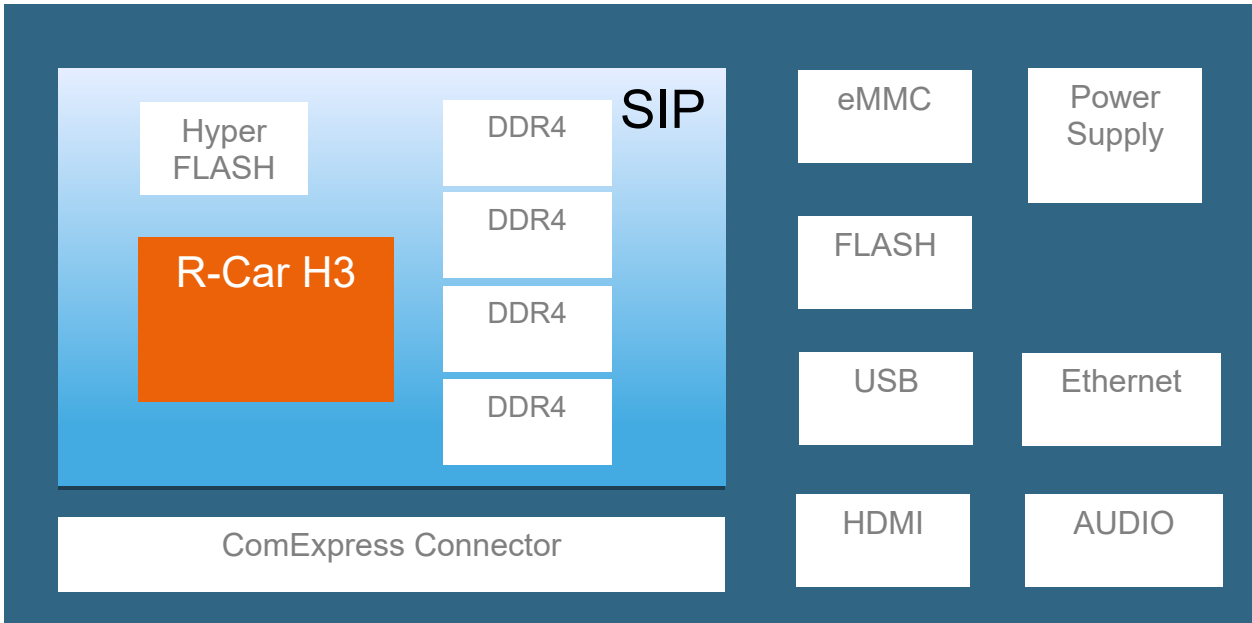 SIP
Hyper
FLASH
DDR4
DDR4
DDR4
DDR4
R-Car H3
ComExpress Connector
eMMC
Power
Supply
FLASH
USB
Ethernet
HDMI
AUDIO